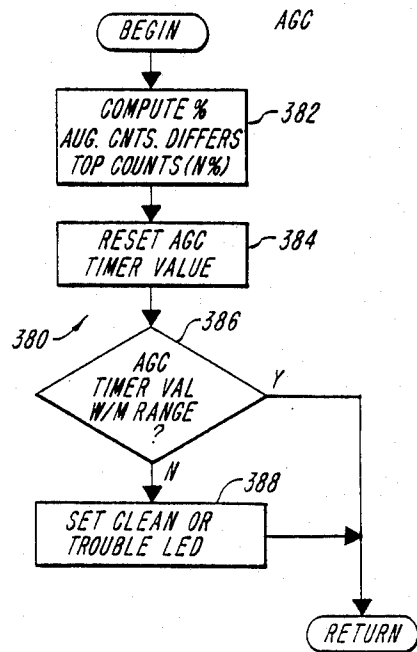 BEGIN
AGC
COMPUTE %
AUG. CNTS. DIFFERS
TOP COUNTS (N%)
382
RESET AGC
TIMER VALUE
384
380
386
AGC
TIMER VAL
W/M RANGE
?
Y
N
388
SET CLEAN OR
TROUBLE LED
RETURN